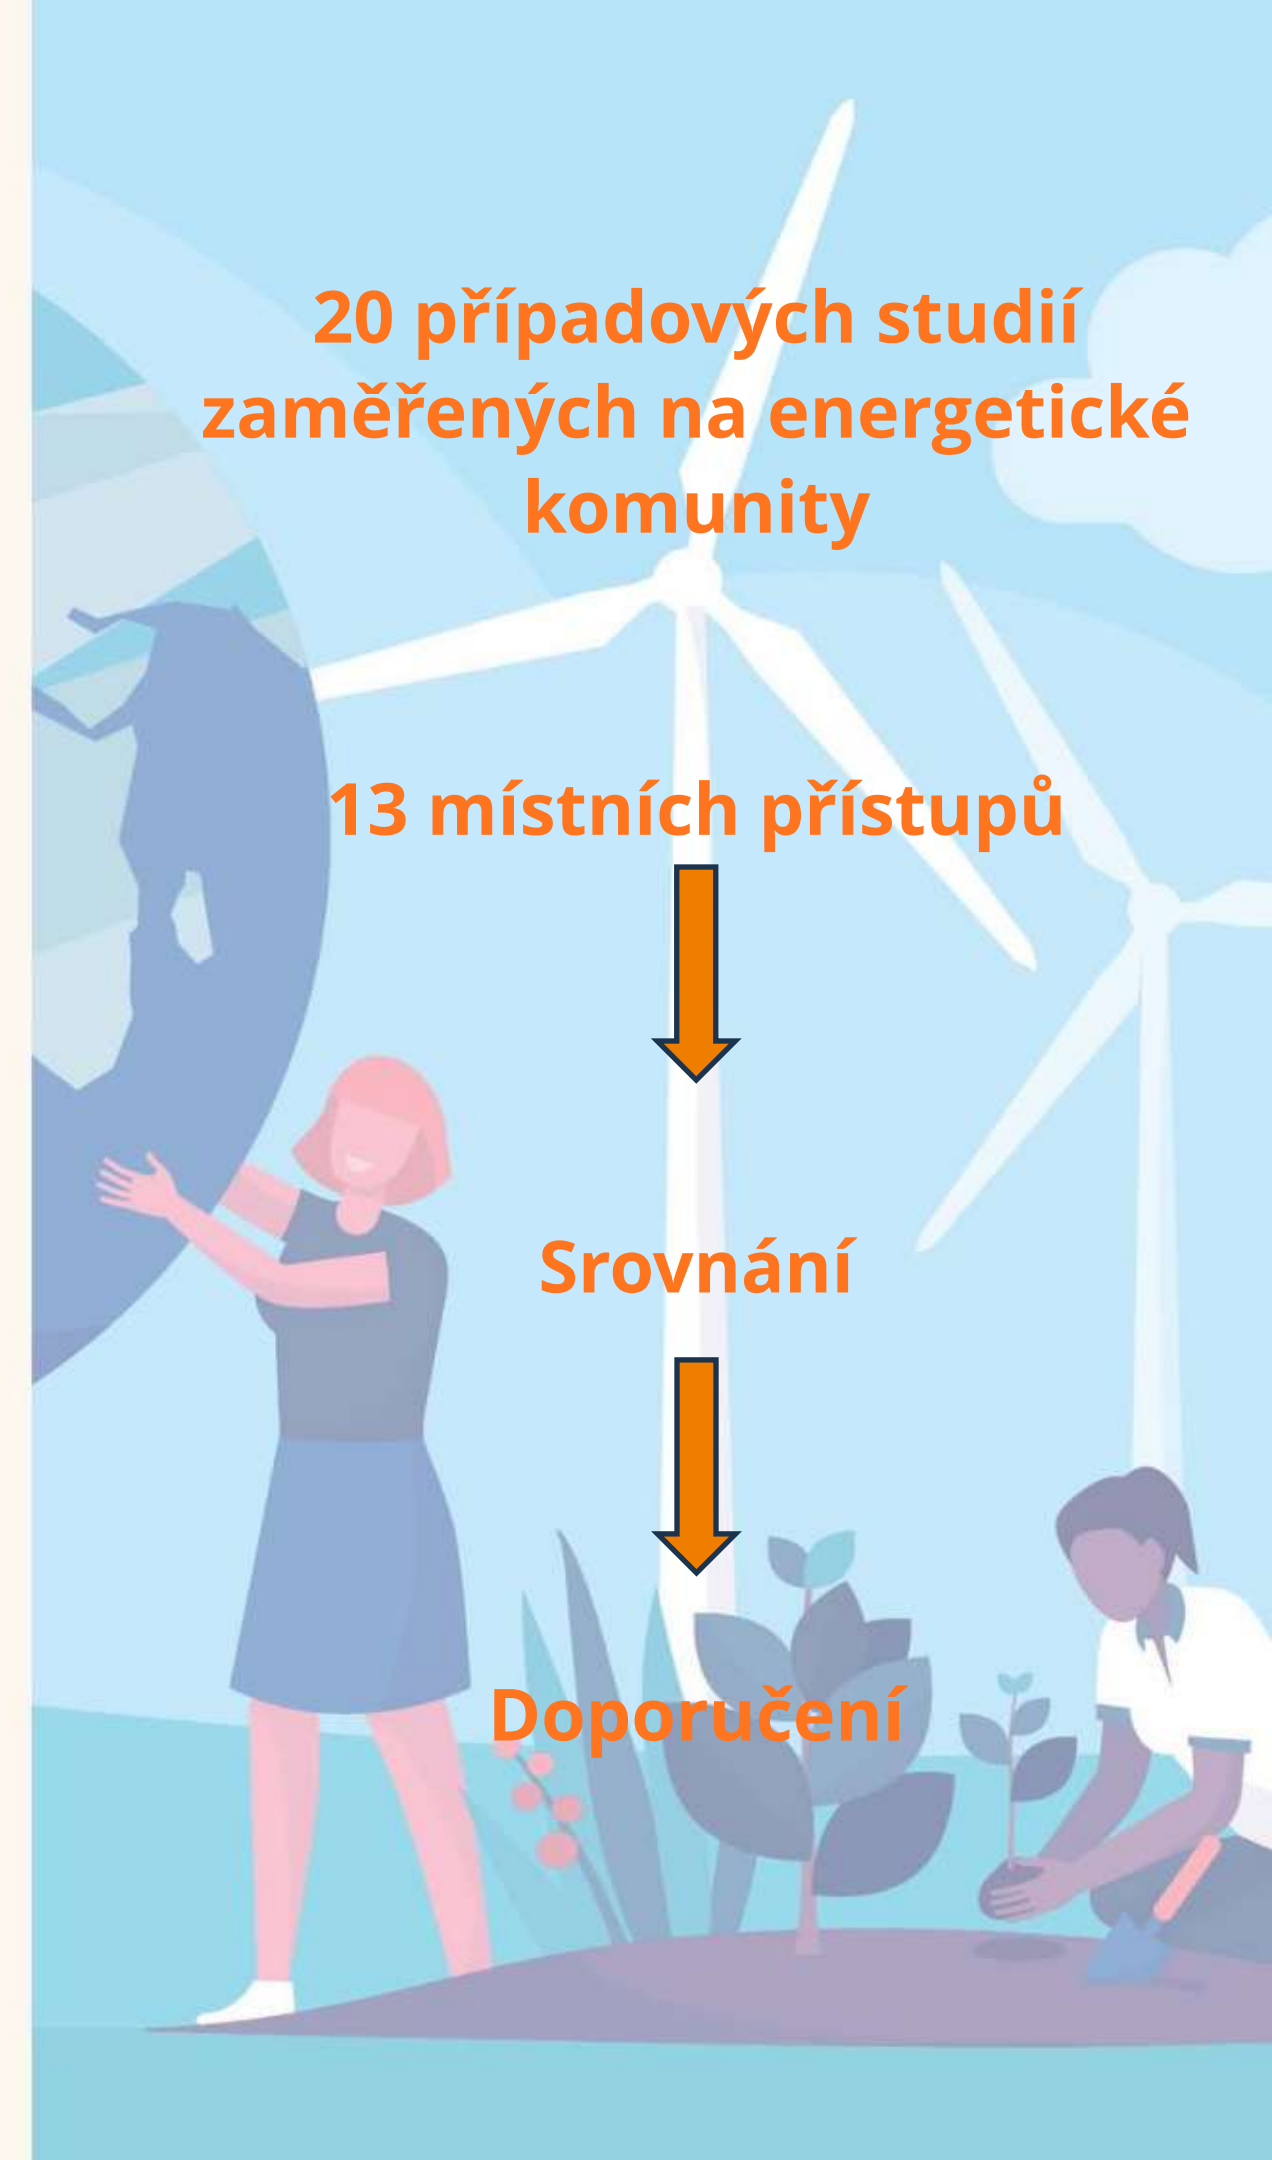 20 případových studií
zaměřených na energetické
komunity
13 místních přístupů
Srovnání
Doporučení